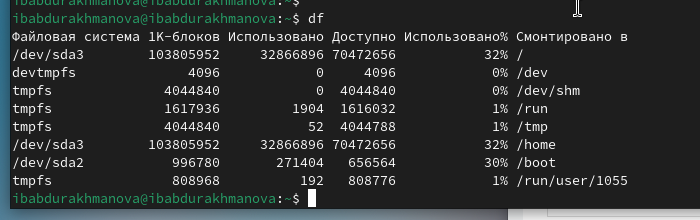 ibabdurakhmanova@ibabdurakhmanova:~$
ibabdurakhmanova@ibabdurakhmanova:~$ df
Файловая система 1K-блоков Использовано Доступно Использовано% Смонтировано в
/dev/sda3 103805952 32866896 70472656 32% /
devtmpfs 4096 0 4096 0% /dev
tmpfs 4044840 0 4044840 0% /dev/shm
tmpfs 1617936 1904 1616032 1% /run
tmpfs 4044840 52 4044788 1% /tmp
/dev/sda3 103805952 32866896 70472656 32% /home
/dev/sda2 996780 271404 656564 30% /boot
tmpfs 808968 192 808776 1% /run/user/1055
ibabdurakhmanova@ibabdurakhmanova:~$